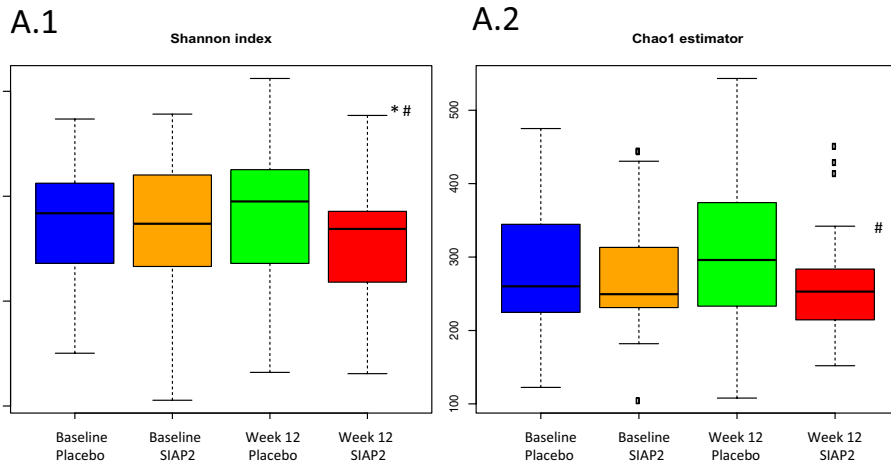 A.1
Shannon index
* #
Baseline Placebo
Baseline SIAP2
Week 12 Placebo
Week 12 SIAP2
A.2
Chao1 estimator
500
400
300
200
100
#
Baseline Placebo
Baseline SIAP2
Week 12 Placebo
Week 12 SIAP2